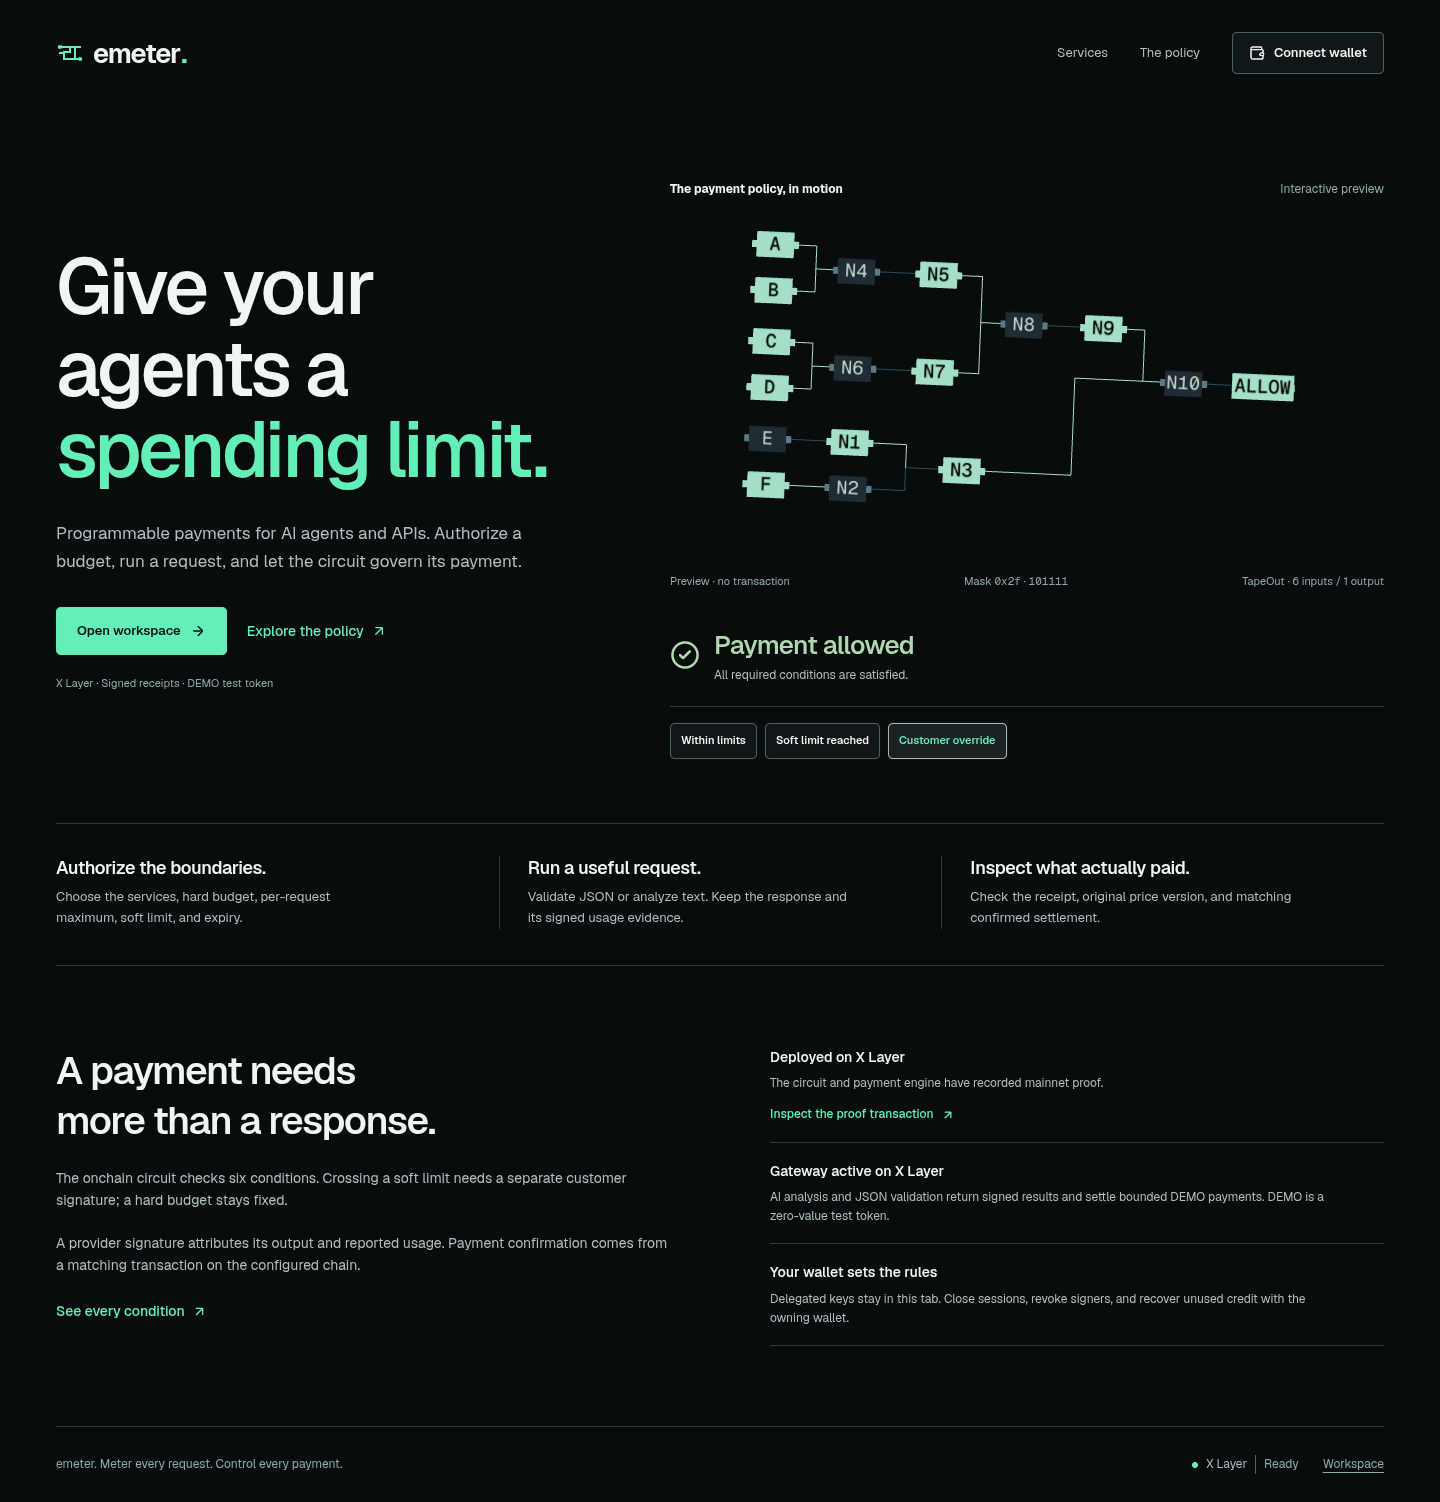 emeter.
Services
The policy
Connect wallet
Give your
agents a
spending limit.
Programmable payments for AI agents and APIs. Authorize a
budget, run a request, and let the circuit govern its payment.
Open workspace
Explore the policy
X Layer · Signed receipts · DEMO test token
The payment policy, in motion
Interactive preview
A
B
C
D
E
F
N4
N5
N6
N7
N1
N2
N3
N8
N9
N10
ALLOW
Preview · no transaction
Mask 0x2f · 101111
TapeOut · 6 inputs / 1 output
Payment allowed
All required conditions are satisfied.
Within limits
Soft limit reached
Customer override
Authorize the boundaries.
Choose the services, hard budget, per-request
maximum, soft limit, and expiry.
Run a useful request.
Validate JSON or analyze text. Keep the response and
its signed usage evidence.
Inspect what actually paid.
Check the receipt, original price version, and matching
confirmed settlement.
A payment needs
more than a response.
The onchain circuit checks six conditions. Crossing a soft limit needs a separate customer
signature; a hard budget stays fixed.
A provider signature attributes its output and reported usage. Payment confirmation comes from
a matching transaction on the configured chain.
See every condition
Deployed on X Layer
The circuit and payment engine have recorded mainnet proof.
Inspect the proof transaction
Gateway active on X Layer
AI analysis and JSON validation return signed results and settle bounded DEMO payments. DEMO is a
zero-value test token.
Your wallet sets the rules
Delegated keys stay in this tab. Close sessions, revoke signers, and recover unused credit with the
owning wallet.
emeter. Meter every request. Control every payment.
X Layer
Ready
Workspace